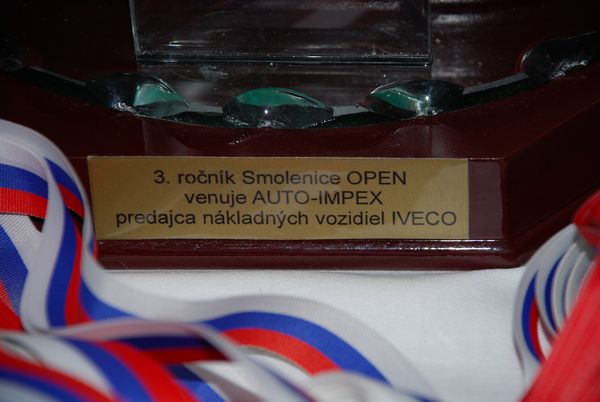 3. ročník Smolenice OPEN
venuje AUTO-IMPEX
predajca nákladných vozidiel IVECO